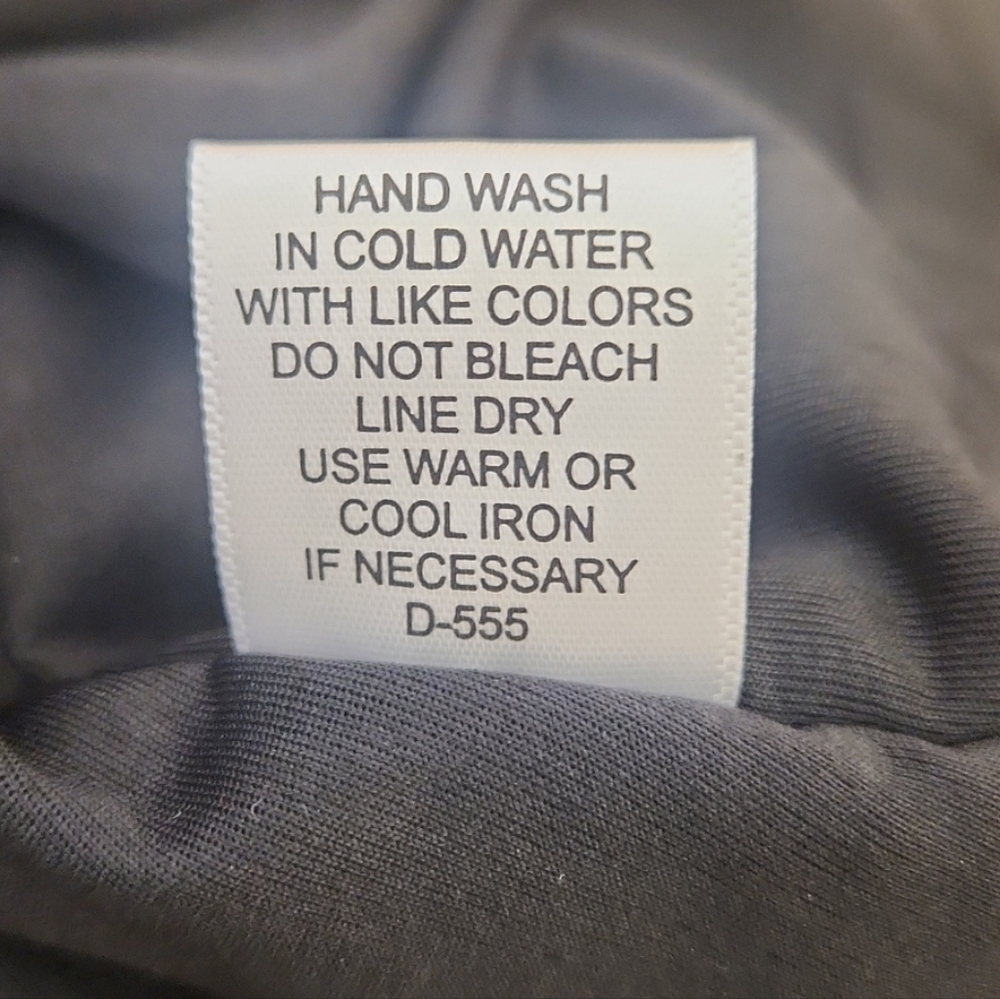 HAND WASH
IN COLD WATER
WITH LIKE COLORS
DO NOT BLEACH
LINE DRY
USE WARM OR
COOL IRON
IF NECESSARY
D-555